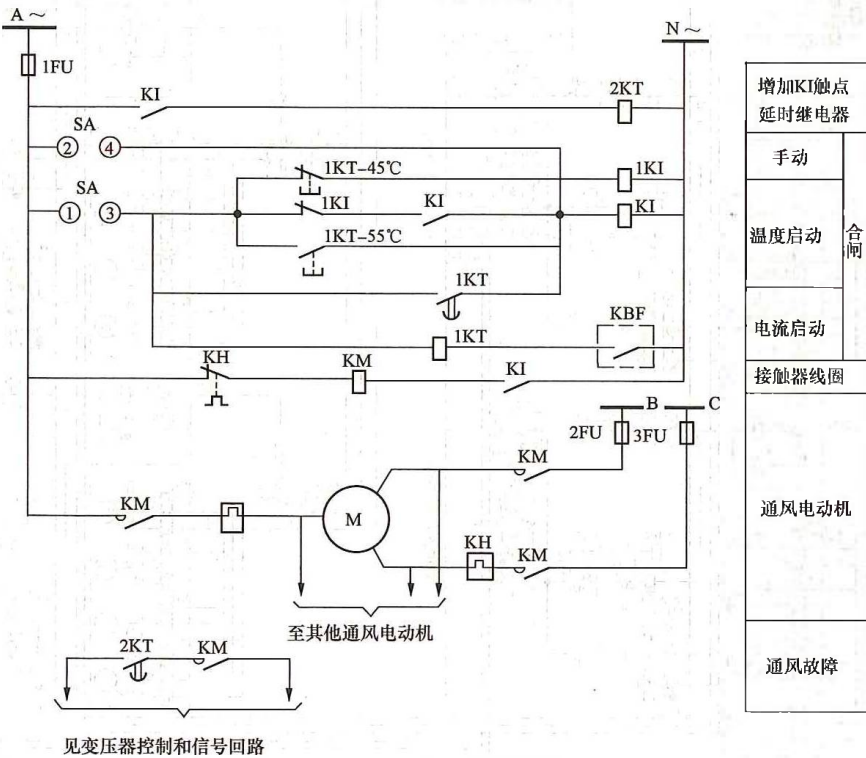 A～
N～
1FU
KI
2KT
SA
② ④
1KT-45℃
1KI
SA
① ③
1KI
KI
KI
1KT-55℃
1KT
KBF
1KT
KH
KM
KI
B
C
2FU
3FU
KM
KM
M
KH
KM
至其他通风电动机
2KT
KM
见变压器控制和信号回路
增加KI触点
延时继电器
手动
温度启动
合闸
电流启动
接触器线圈
通风电动机
通风故障